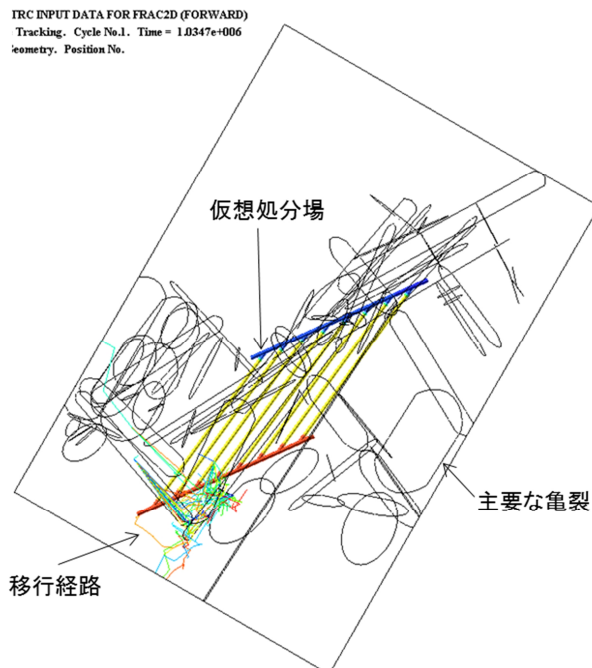 TRC INPUT DATA FOR FRAC2D (FORWARD)
Tracking. Cycle No.1. Time = 1.0347e+006
Geometry. Position No.
仮想処分場
主要な亀裂
移行経路